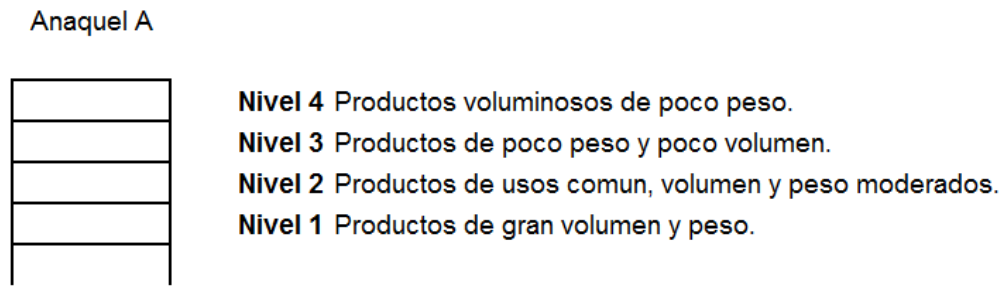 Anaquel A
Nivel 4 Productos voluminosos de poco peso.
Nivel 3 Productos de poco peso y poco volumen.
Nivel 2 Productos de usos comun, volumen y peso moderados.
Nivel 1 Productos de gran volumen y peso.